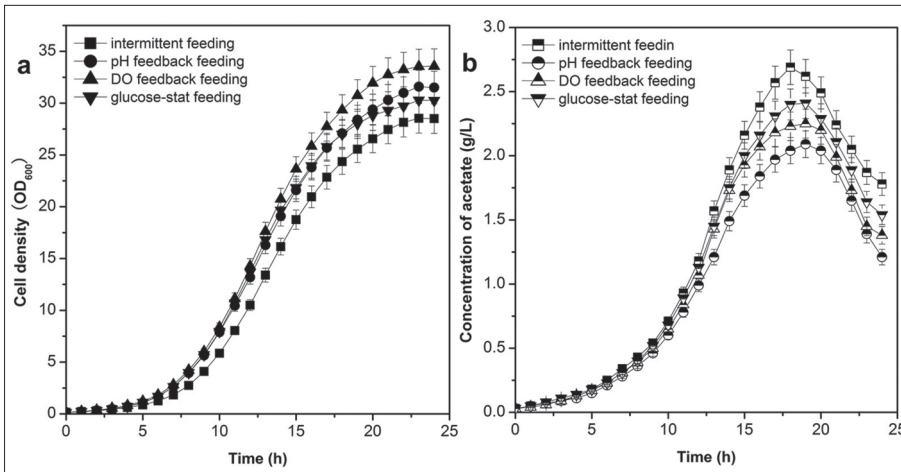 a
intermittent feeding
pH feedback feeding
DO feedback feeding
glucose-stat feeding
Cell density (OD600)
35
30
25
20
15
10
5
0
0 5 10 15 20 25
Time (h)
b
intermittent feedin
pH feedback feeding
DO feedback feeding
glucose-stat feeding
Concentration of acetate (g/L)
3.0
2.5
2.0
1.5
1.0
0.5
0.0
0 5 10 15 20 25
Time (h)